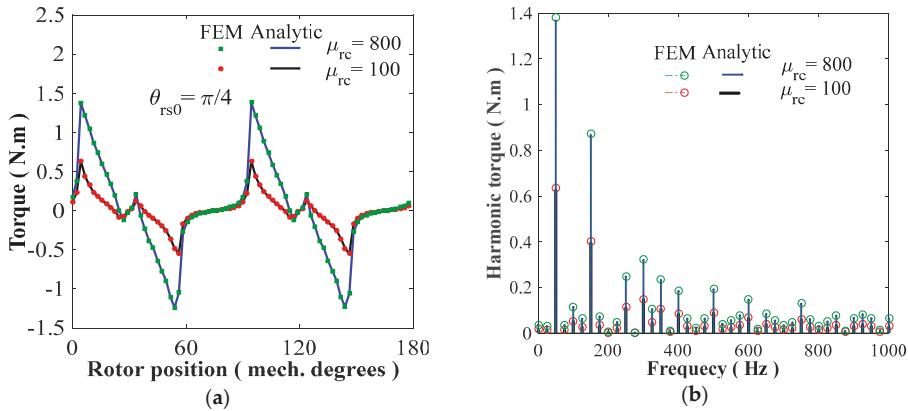 2.5
2
1.5
1
0.5
0
-0.5
-1
-1.5
Torque ( N.m )
FEM Analytic
μrc = 800
μrc = 100
θrs0 = π/4
0 60 120 180
Rotor position ( mech. degrees )
(a)
1.4
1.2
1
0.8
0.6
0.4
0.2
0
Harmonic torque ( N.m )
FEM Analytic
μrc = 800
μrc = 100
0 200 400 600 800 1000
Frequecy ( Hz )
(b)